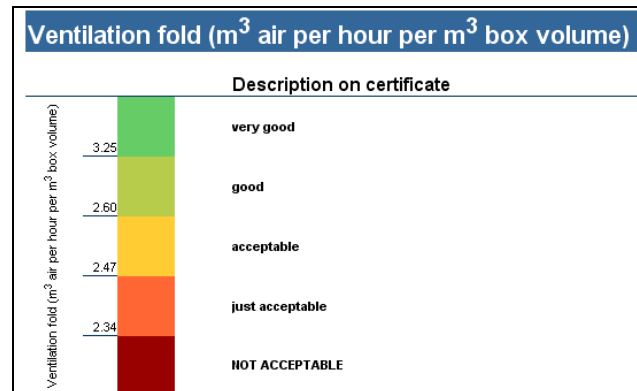 Ventilation fold (m³ air per hour per m³ box volume)
Description on certificate
Ventilation fold (m³ air per hour per m³ box volume)
very good
3.25
good
2.60
acceptable
2.47
just acceptable
2.34
NOT ACCEPTABLE